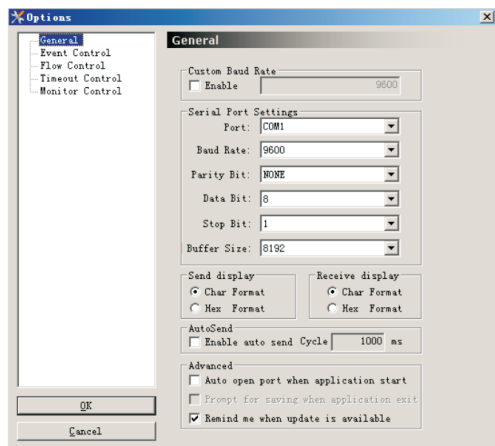 Options
General
Event Control
Flow Control
Timeout Control
Monitor Control
OK
Cancel
General
Custom Baud Rate
Enable 9600
Serial Port Settings
Port: COM1
Baud Rate: 9600
Parity Bit: NONE
Data Bit: 8
Stop Bit: 1
Buffer Size: 8192
Send display
Char Format
Hex Format
Receive display
Char Format
Hex Format
AutoSend
Enable auto send Cycle 1000 ms
Advanced
Auto open port when application start
Prompt for saving when application exit
Remind me when update is available